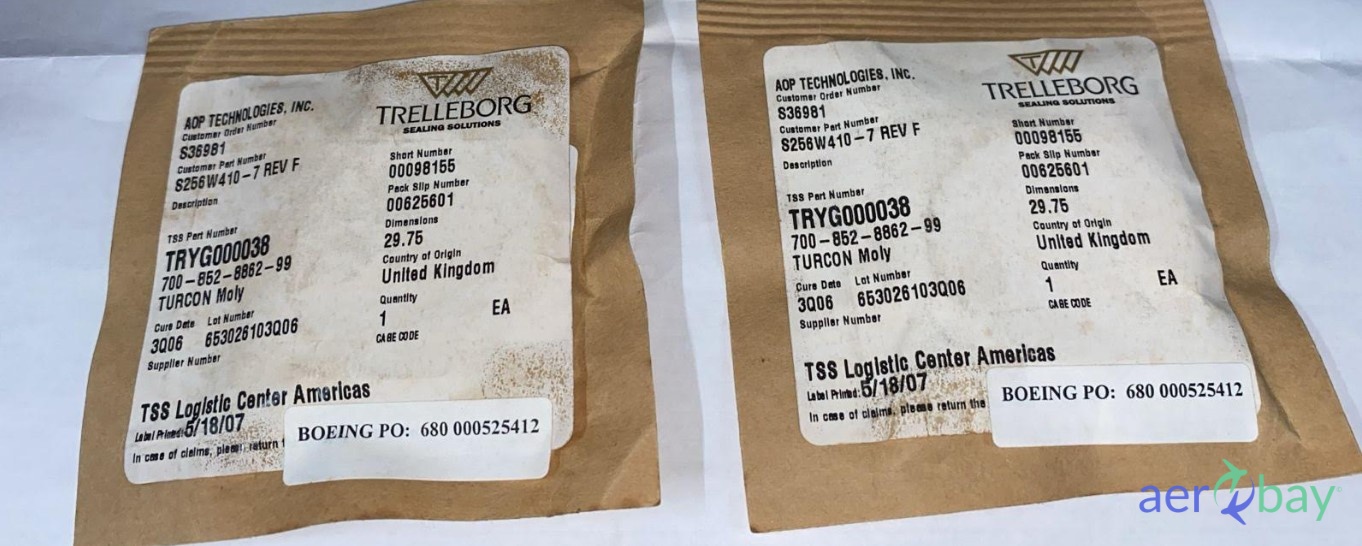 AOP TECHNOLOGIES, INC.
Customer Order Number
S36981
Customer Part Number
S256W410-7 REV F
Description
TSS Part Number
TRYG000038
700-852-8862-99
TURCON Moly
Cure Date Lot Number
3Q06 653026103Q06
Supplier Number
TRELLEBORG
SEALING SOLUTIONS
Short Number
00098155
Pack Slip Number
00625601
Dimensions
29.75
Country of Origin
United Kingdom
Quantity
1 EA
CAGE CODE
TSS Logistic Center Americas
Label Printed: 5/18/07
In case of claims, please return
BOEING PO: 680 000525412
AOP TECHNOLOGIES, INC.
Customer Order Number
S36981
Customer Part Number
S256W410-7 REV F
Description
TSS Part Number
TRYG000038
700-852-8862-99
TURCON Moly
Cure Date Lot Number
3Q06 653026103Q06
Supplier Number
TRELLEBORG
SEALING SOLUTIONS
Short Number
00098155
Pack Slip Number
00625601
Dimensions
29.75
Country of Origin
United Kingdom
Quantity
1 EA
CAGE CODE
TSS Logistic Center Americas
Label Printed: 5/18/07
In case of claims, please return the
BOEING PO: 680 000525412
aerobay